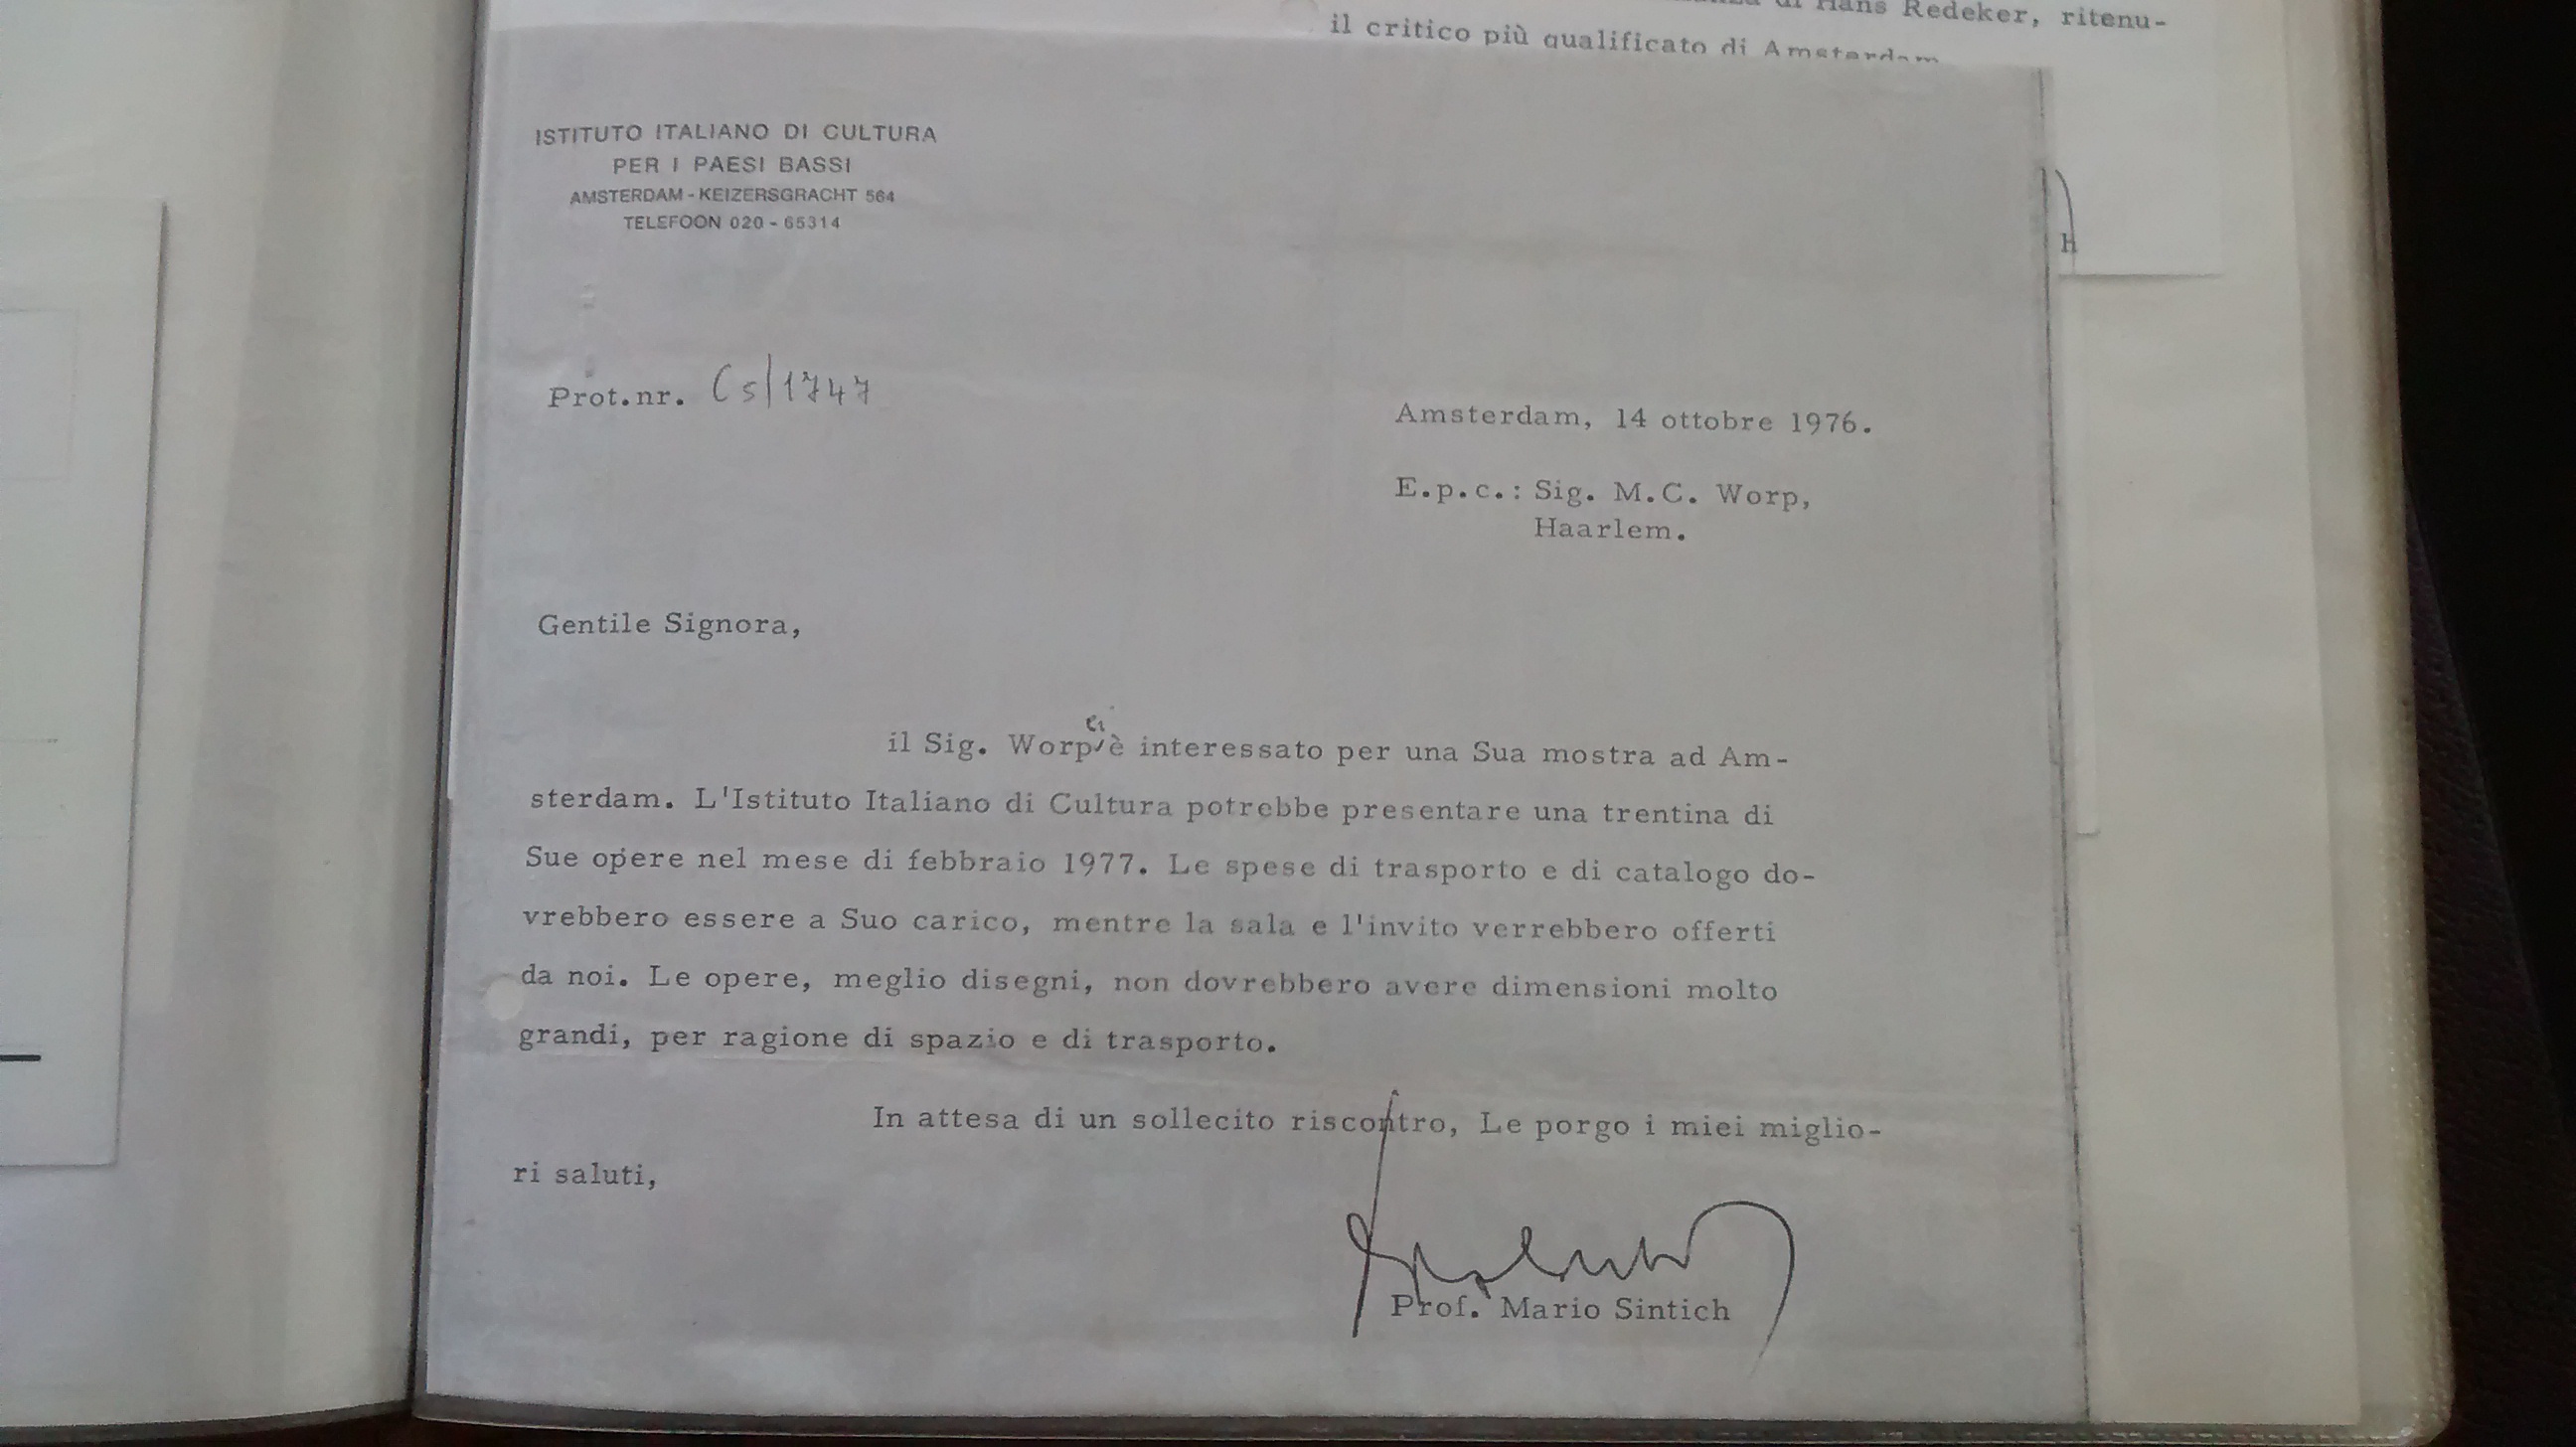 di Hans Redeker, ritenu-
il critico più qualificato di Amsterdam
ISTITUTO ITALIANO DI CULTURA
PER I PAESI BASSI
AMSTERDAM - KEIZERSGRACHT 564
TELEFOON 020 - 65314
H
Prot.nr. Cs/1747
Amsterdam, 14 ottobre 1976.
E.p.c.: Sig. M.C. Worp,
Haarlem.
Gentile Signora,
ci
il Sig. Worp è interessato per una Sua mostra ad Am-
sterdam. L'Istituto Italiano di Cultura potrebbe presentare una trentina di
Sue opere nel mese di febbraio 1977. Le spese di trasporto e di catalogo do-
vrebbero essere a Suo carico, mentre la sala e l'invito verrebbero offerti
da noi. Le opere, meglio disegni, non dovrebbero avere dimensioni molto
grandi, per ragione di spazio e di trasporto.
In attesa di un sollecito riscontro, Le porgo i miei miglio-
ri saluti,
Prof. Mario Sintich